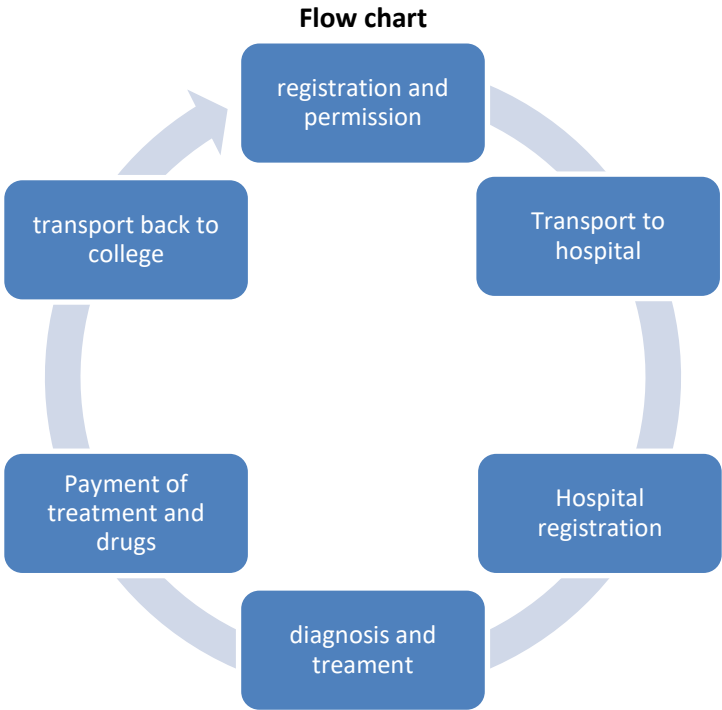 Flow chart
registration and
permission
Transport to
hospital
Hospital
registration
diagnosis and
treament
Payment of
treatment and
drugs
transport back to
college